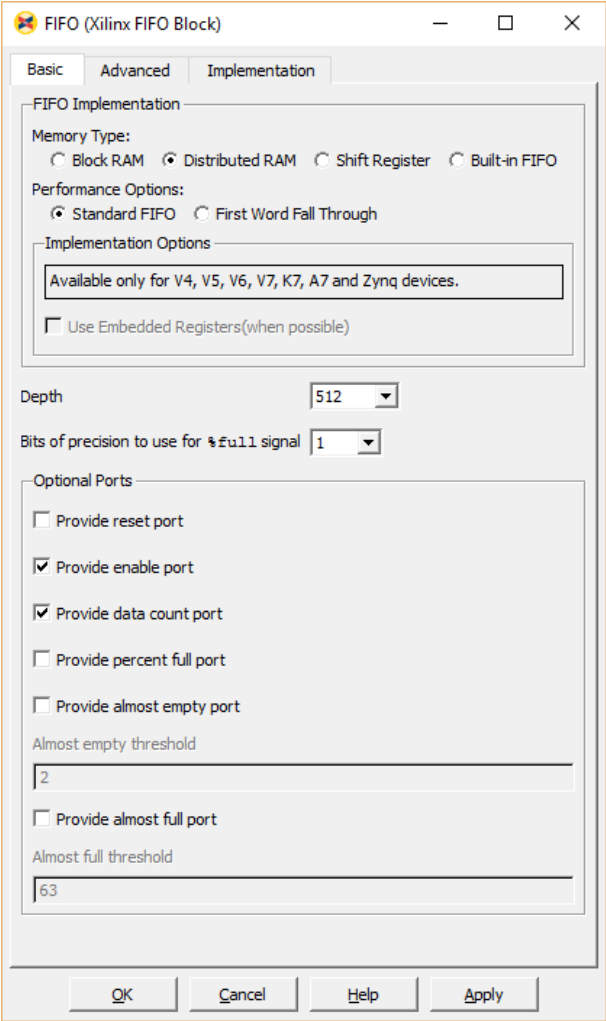 FIFO (Xilinx FIFO Block)
Basic Advanced Implementation
FIFO Implementation
Memory Type:
Block RAM Distributed RAM Shift Register Built-in FIFO
Performance Options:
Standard FIFO First Word Fall Through
Implementation Options
Available only for V4, V5, V6, V7, K7, A7 and Zynq devices.
Use Embedded Registers(when possible)
Depth 512
Bits of precision to use for %full signal 1
Optional Ports
Provide reset port
Provide enable port
Provide data count port
Provide percent full port
Provide almost empty port
Almost empty threshold
2
Provide almost full port
Almost full threshold
63
OK Cancel Help Apply